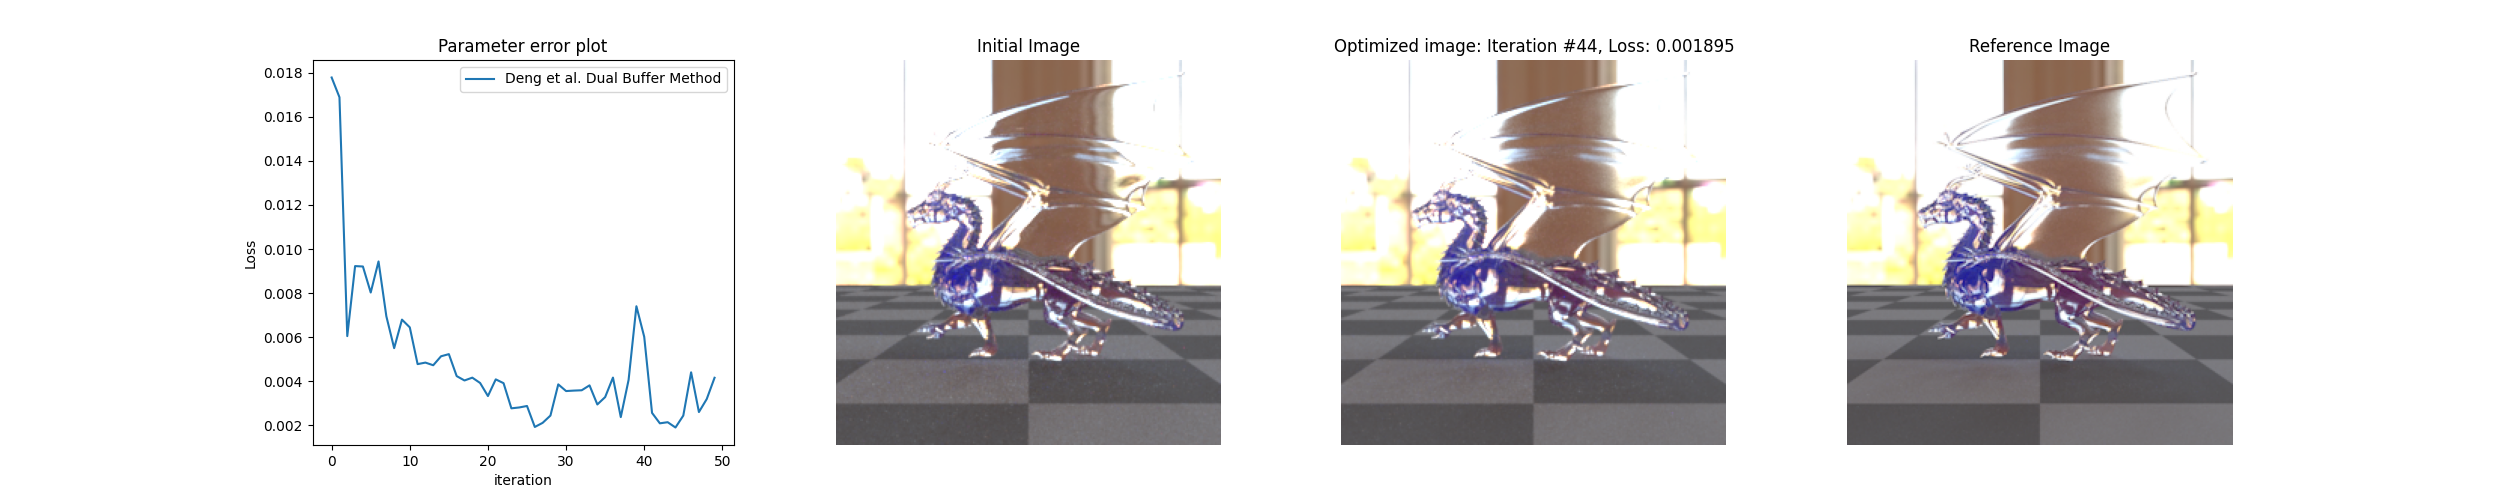 Parameter error plot
Deng et al. Dual Buffer Method
0.018
0.016
0.014
0.012
0.010
0.008
0.006
0.004
0.002
Loss
0
10
20
30
40
50
iteration
Initial Image
Optimized image: Iteration #44, Loss: 0.001895
Reference Image